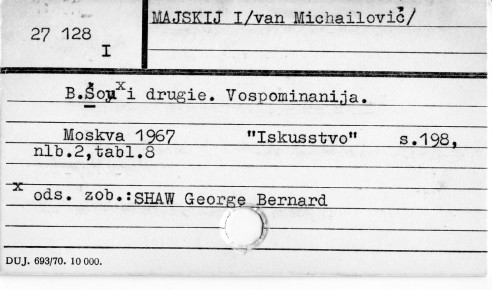 27 128
I
MAJSKIJ I/van Michailovič/
B.Šou x i drugie. Vospominanija.
Moskva 1967 "Iskusstvo" s.198,
nlb.2,tabl.8
x ods. zob.:SHAW George Bernard
DUJ. 693/70. 10 000.